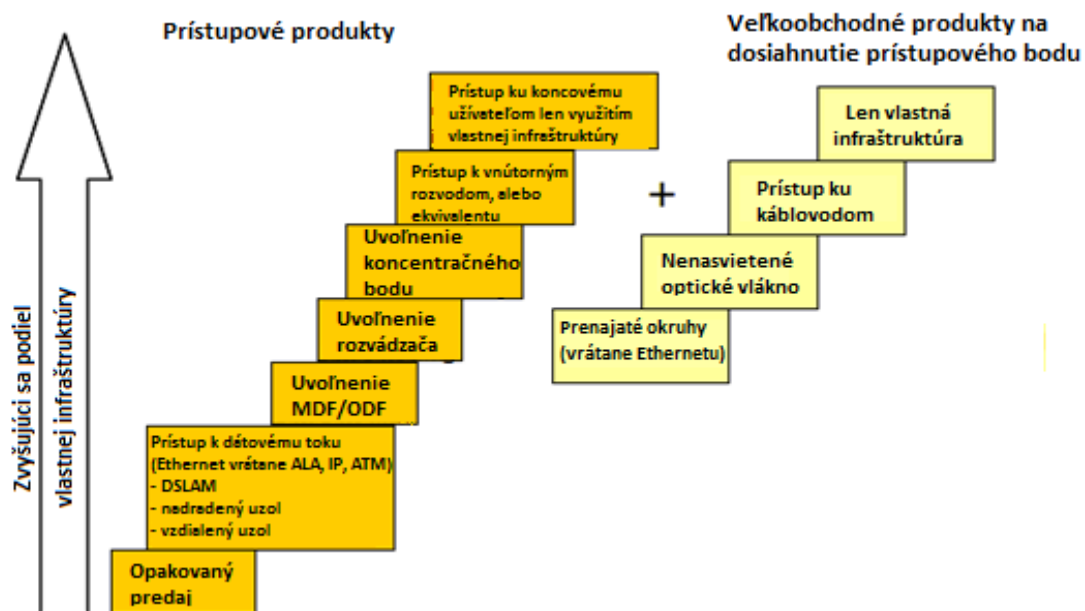 Prístupové produkty
Veľkoobchodné produkty na
dosiahnutie prístupového bodu
Zvyšujúci sa podiel
vlastnej infraštruktúry
Prístup ku koncovému
užívateľom len využitím
vlastnej infraštruktúry
Prístup k vnútorným
rozvodom, alebo
ekvivalentu
Uvoľnenie
koncentračného
bodu
Uvoľnenie
rozvádzača
Uvoľnenie
MDF/ODF
Prístup k dátovému toku
(Ethernet vrátane ALA, IP, ATM)
- DSLAM
- nadradený uzol
- vzdialený uzol
Opakovaný
predaj
+
Len vlastná
infraštruktúra
Prístup ku
káblovodom
Nenasvietené
optické vlákno
Prenajaté okruhy
(vrátane Ethernetu)